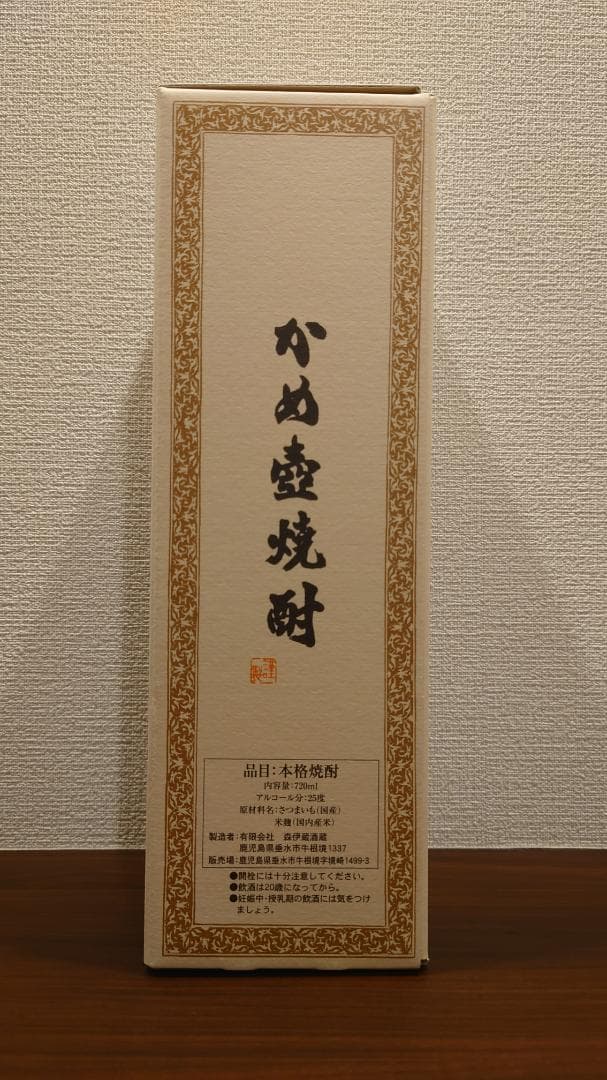 かめ壺焼酎
品目：本格焼酎
内容量：720ml
アルコール分：25度
原材料名：さつまいも（国産）
米麹（国内産米）
製造者：有限会社　森伊蔵酒蔵
鹿児島県垂水市牛根境1337
販売場：鹿児島県垂水市牛根境字境崎1499-3
●開栓には十分注意してください。
●飲酒は20歳になってから。
●妊娠中・授乳期の飲酒には気をつけ
ましょう。